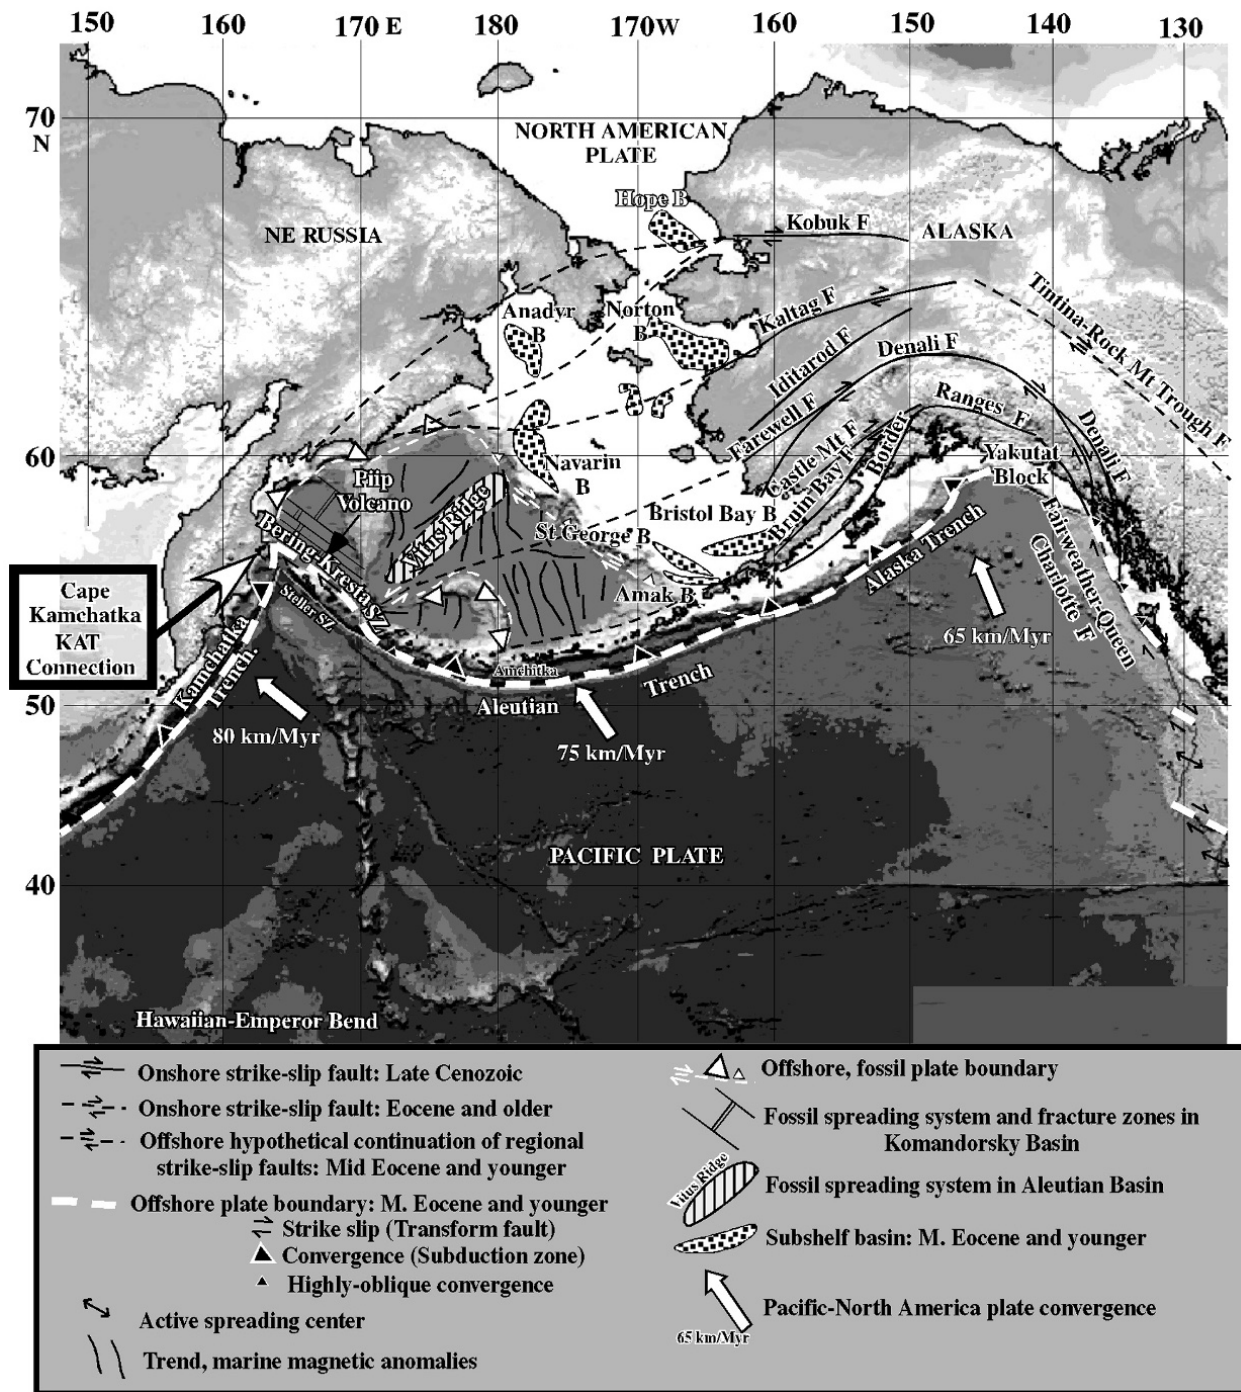 150
160
170 E
180
170W
160
150
140
130
70
N
60
50
40
NORTH AMERICAN
PLATE
Hope B
Kobuk F
ALASKA
NE RUSSIA
Anadyr
B
Norton
B
Kaltag F
Tintina-Rock Mt Trough F
Iditarod F
Denali F
Farewell F
Ranges F
Denali F
Castle Mt F
Border
Yakutat
Block
Navarin
B
Piip
Volcano
Vitus Ridge
Bristol Bay B
Bruin Bay F
St George B
Bering-Kresta SZ
Fairweather-Queen
Charlotte F
Alaska Trench
Amak B
Cape
Kamchatka
KAT
Connection
Steller SZ
65 km/Myr
Kamchatka
Trench.
Amchitka
Trench
Aleutian
80 km/Myr
75 km/Myr
PACIFIC PLATE
Hawaiian-Emperor Bend
Onshore strike-slip fault: Late Cenozoic
Onshore strike-slip fault: Eocene and older
Offshore hypothetical continuation of regional
strike-slip faults: Mid Eocene and younger
Offshore plate boundary: M. Eocene and younger
Strike slip (Transform fault)
Convergence (Subduction zone)
Highly-oblique convergence
Active spreading center
Trend, marine magnetic anomalies
Offshore, fossil plate boundary
Fossil spreading system and fracture zones in
Komandorsky Basin
Vitus Ridge
Fossil spreading system in Aleutian Basin
Subshelf basin: M. Eocene and younger
Pacific-North America plate convergence
65 km/Myr